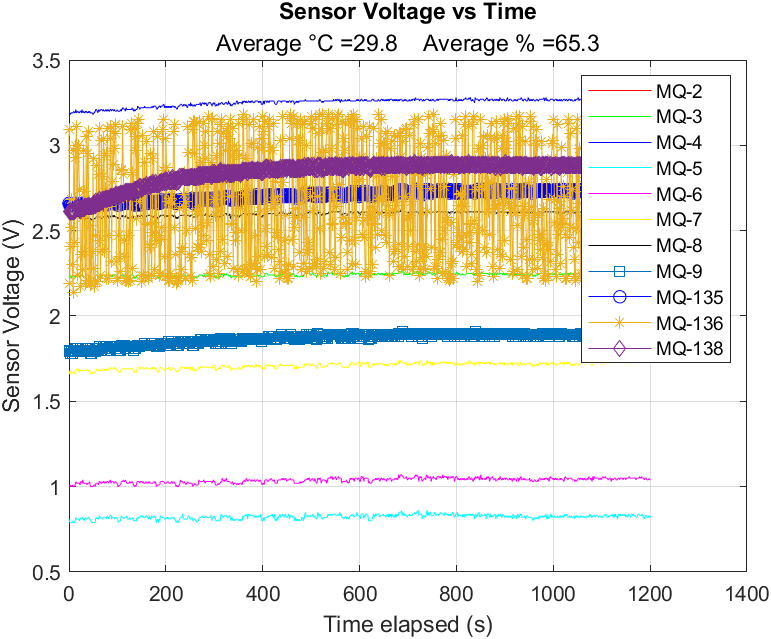 Sensor Voltage vs Time
Average °C =29.8    Average % =65.3
3.5
3
2.5
2
1.5
1
0.5
Sensor Voltage (V)
MQ-2
MQ-3
MQ-4
MQ-5
MQ-6
MQ-7
MQ-8
MQ-9
MQ-135
MQ-136
MQ-138
0 200 400 600 800 1000 1200 1400
Time elapsed (s)